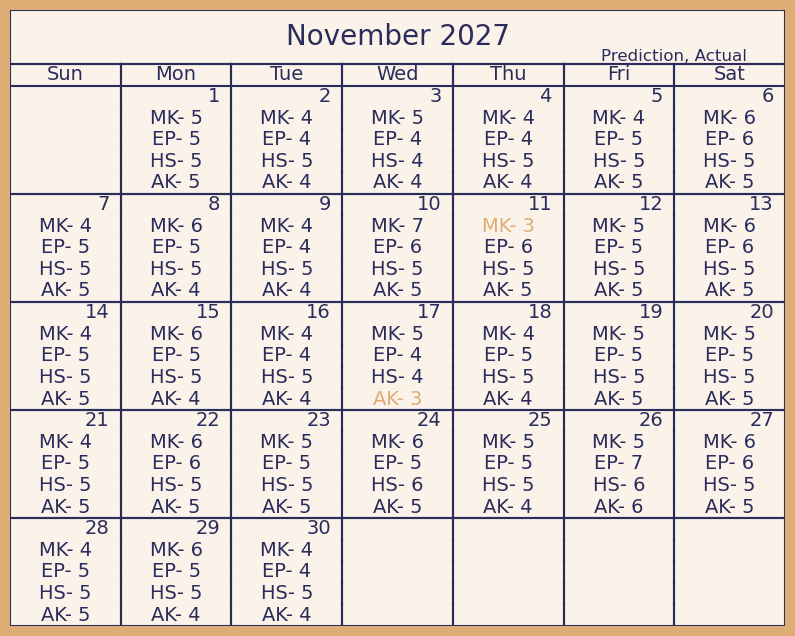 November 2027
Prediction, Actual
Sun Mon Tue Wed Thu Fri Sat
1 2 3 4 5 6
MK- 5 MK- 4 MK- 5 MK- 4 MK- 4 MK- 6
EP- 5 EP- 4 EP- 4 EP- 4 EP- 5 EP- 6
HS- 5 HS- 5 HS- 4 HS- 5 HS- 5 HS- 5
AK- 5 AK- 4 AK- 4 AK- 4 AK- 5 AK- 5
7 8 9 10 11 12 13
MK- 4 MK- 6 MK- 4 MK- 7 MK- 3 MK- 5 MK- 6
EP- 5 EP- 5 EP- 4 EP- 6 EP- 6 EP- 5 EP- 6
HS- 5 HS- 5 HS- 5 HS- 5 HS- 5 HS- 5 HS- 5
AK- 5 AK- 4 AK- 4 AK- 5 AK- 5 AK- 5 AK- 5
14 15 16 17 18 19 20
MK- 4 MK- 6 MK- 4 MK- 5 MK- 4 MK- 5 MK- 5
EP- 5 EP- 5 EP- 4 EP- 4 EP- 5 EP- 5 EP- 5
HS- 5 HS- 5 HS- 5 HS- 4 HS- 5 HS- 5 HS- 5
AK- 5 AK- 4 AK- 4 AK- 3 AK- 4 AK- 5 AK- 5
21 22 23 24 25 26 27
MK- 4 MK- 6 MK- 5 MK- 6 MK- 5 MK- 5 MK- 6
EP- 5 EP- 6 EP- 5 EP- 5 EP- 5 EP- 7 EP- 6
HS- 5 HS- 5 HS- 5 HS- 6 HS- 5 HS- 6 HS- 5
AK- 5 AK- 5 AK- 5 AK- 5 AK- 4 AK- 6 AK- 5
28 29 30
MK- 4 MK- 6 MK- 4
EP- 5 EP- 5 EP- 4
HS- 5 HS- 5 HS- 5
AK- 5 AK- 4 AK- 4